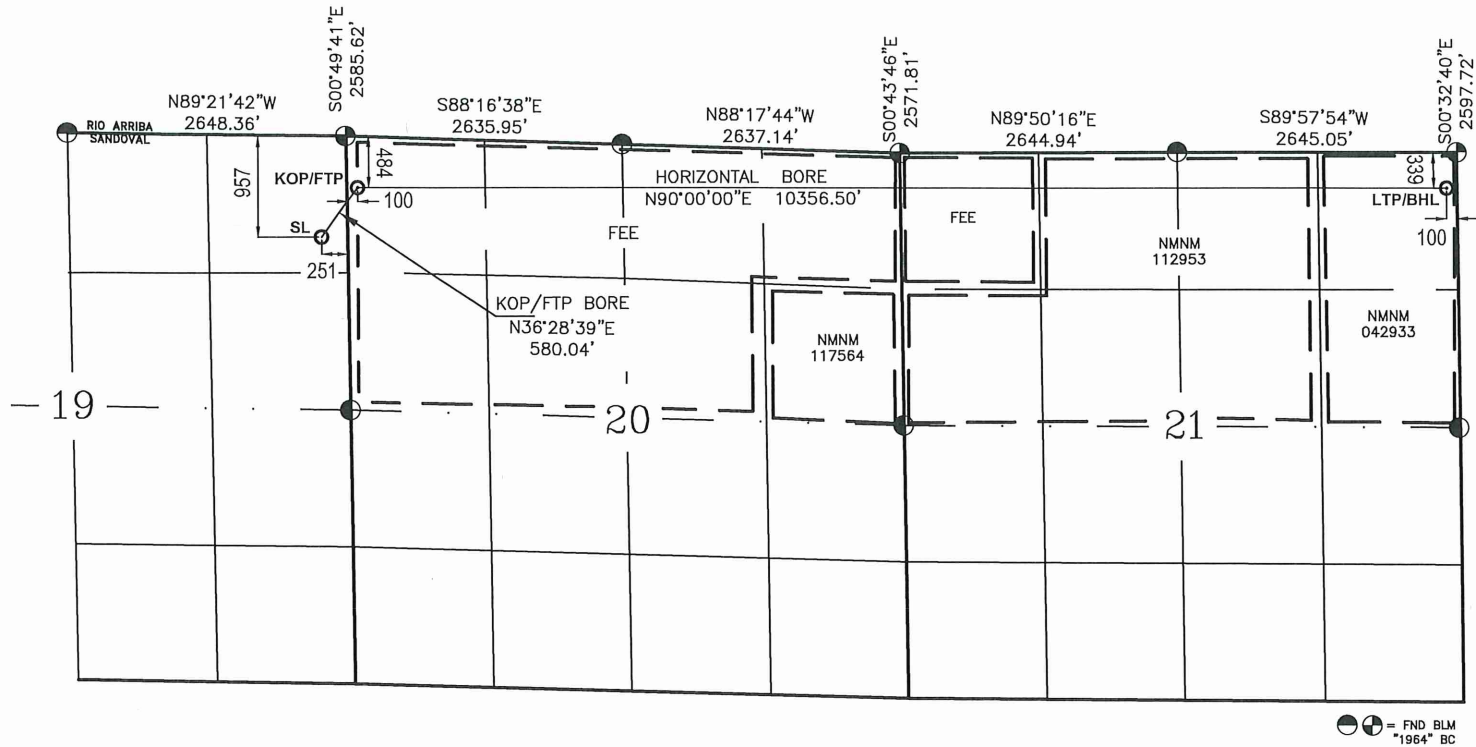 S00°49'41"E
2585.62'
S00°43'46"E
2571.81'
S00°32'40"E
2597.72'
N89°21'42"W
2648.36'
S88°16'38"E
2635.95'
N88°17'44"W
2637.14'
N89°50'16"E
2644.94'
S89°57'54"W
2645.05'
RIO ARRIBA
SANDOVAL
957
484
KOP/FTP
100
HORIZONTAL BORE
N90°00'00"E 10356.50'
339
LTP/BHL
100
SL
251
FEE
FEE
NMNM
112953
KOP/FTP BORE
N36°28'39"E
580.04'
NMNM
117564
NMNM
042933
19
20
21
= FND BLM
"1964" BC